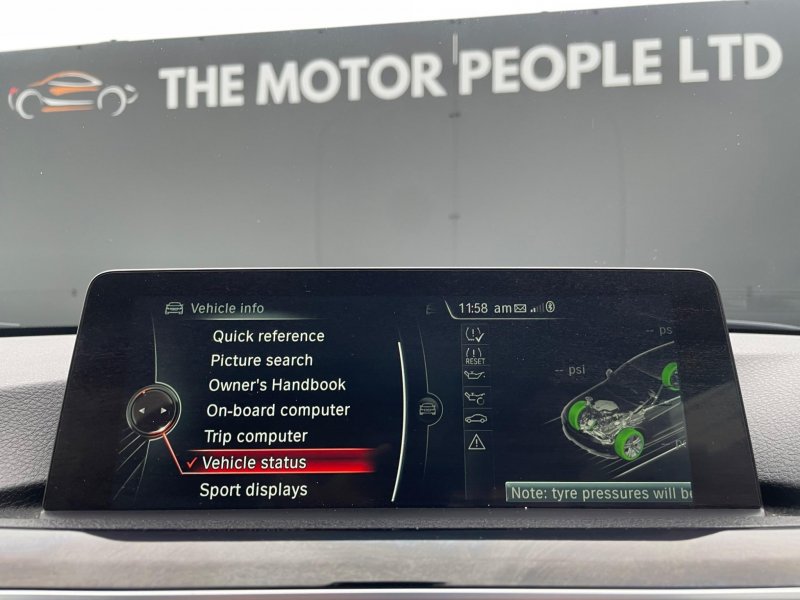 THE MOTOR PEOPLE LTD
Vehicle info
11:58 am
Quick reference
Picture search
Owner's Handbook
On-board computer
Trip computer
Vehicle status
Sport displays
RESET
-- ps
-- psi
Note: tyre pressures will be